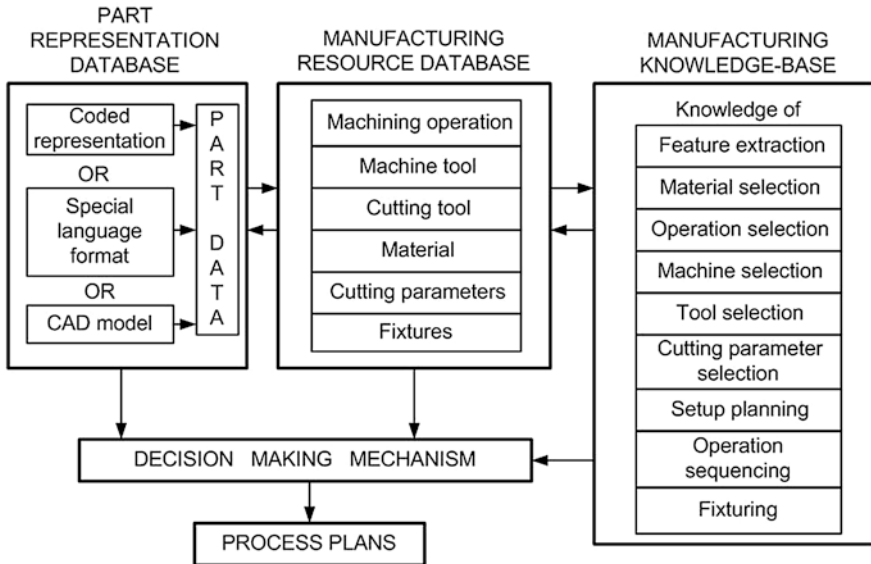 PART
REPRESENTATION
DATABASE
Coded
representation
OR
Special
language
format
OR
CAD model
PART DATA
MANUFACTURING
RESOURCE DATABASE
Machining operation
Machine tool
Cutting tool
Material
Cutting parameters
Fixtures
MANUFACTURING
KNOWLEDGE-BASE
Knowledge of
Feature extraction
Material selection
Operation selection
Machine selection
Tool selection
Cutting parameter
selection
Setup planning
Operation
sequencing
Fixturing
DECISION MAKING MECHANISM
PROCESS PLANS